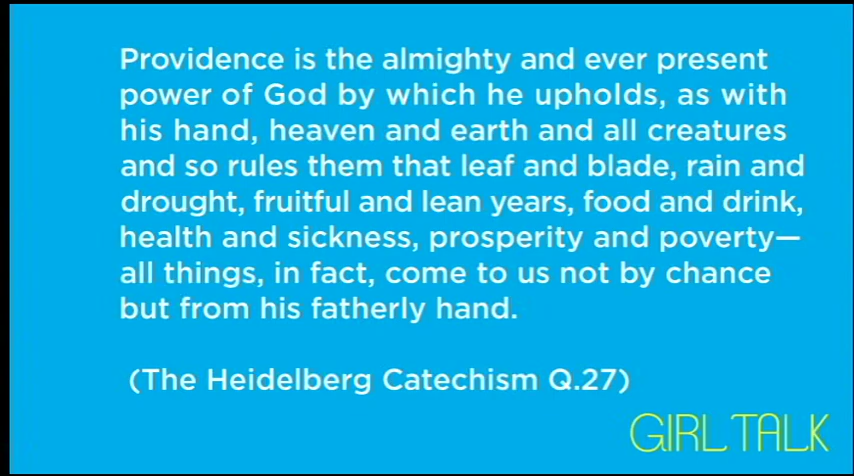 Providence is the almighty and ever present
power of God by which he upholds, as with
his hand, heaven and earth and all creatures
and so rules them that leaf and blade, rain and
drought, fruitful and lean years, food and drink,
health and sickness, prosperity and poverty—
all things, in fact, come to us not by chance
but from his fatherly hand.
(The Heidelberg Catechism Q.27)
GIRL TALK